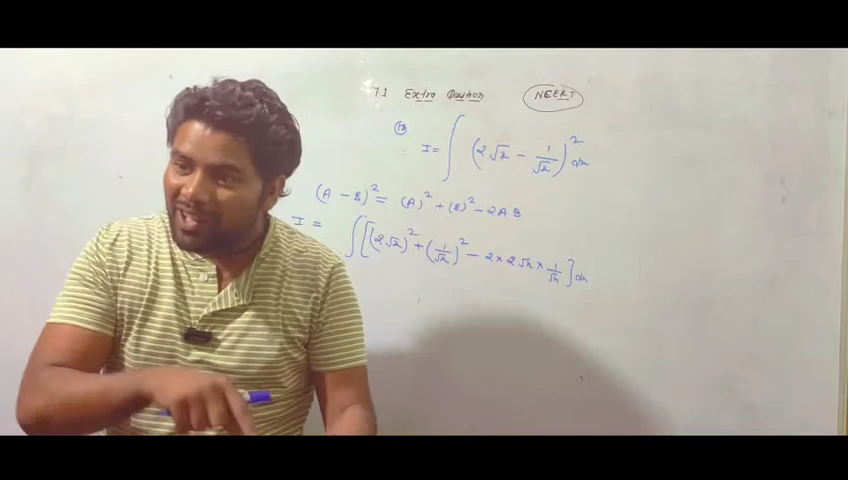 7.1 Extra Question NCERT
I = ∫ (2√x - 1/√x)² dx
(A - B)² = (A)² + (B)² - 2AB
I = ∫ [(2√x)² + (1/√x)² - 2 × 2√x × 1/√x] dx